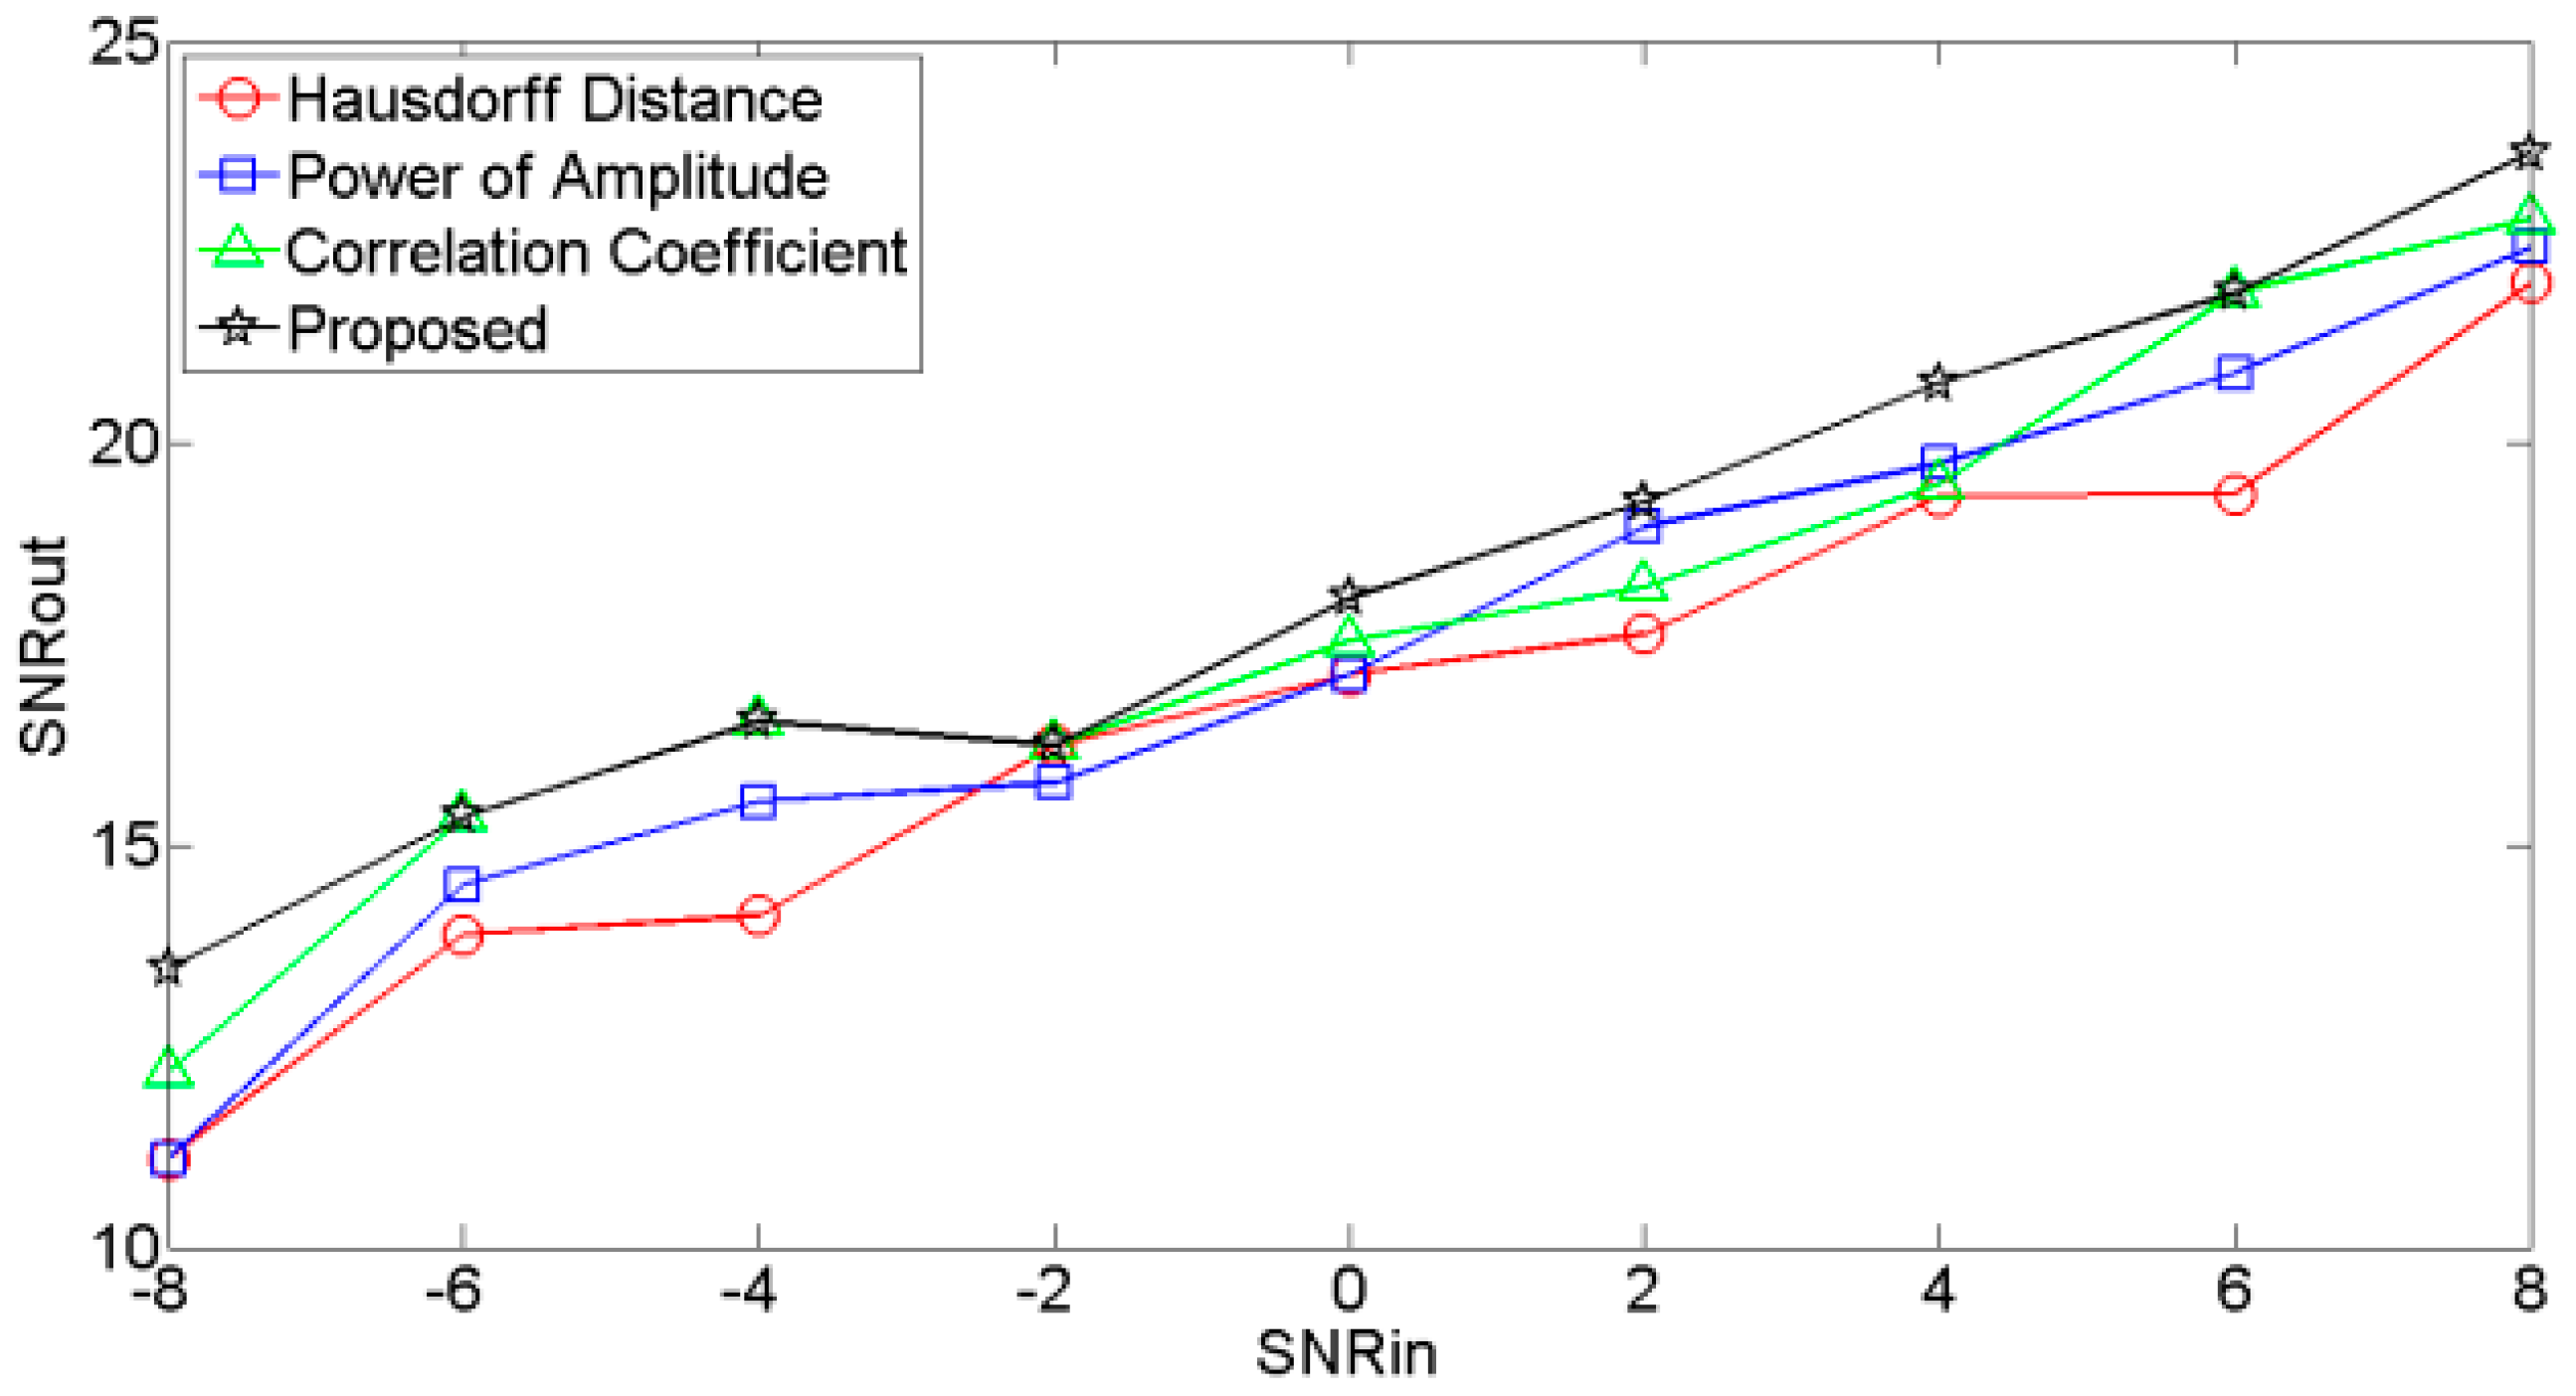 25
Hausdorff Distance
Power of Amplitude
Correlation Coefficient
Proposed
20
SNRout
15
10
-8 -6 -4 -2 0 2 4 6 8
SNRin